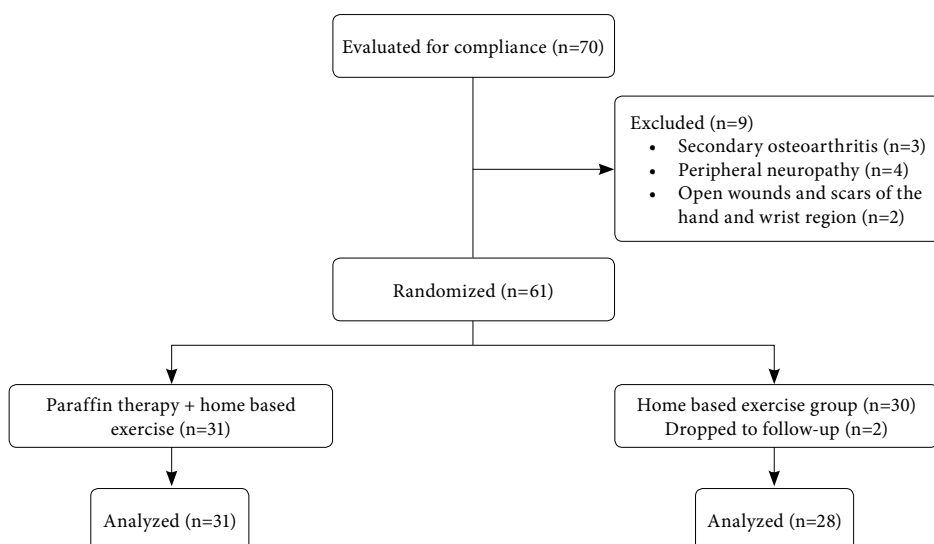 Evaluated for compliance (n=70)
Excluded (n=9)
• Secondary osteoarthritis (n=3)
• Peripheral neuropathy (n=4)
• Open wounds and scars of the
hand and wrist region (n=2)
Randomized (n=61)
Paraffin therapy + home based
exercise (n=31)
Home based exercise group (n=30)
Dropped to follow-up (n=2)
Analyzed (n=31)
Analyzed (n=28)